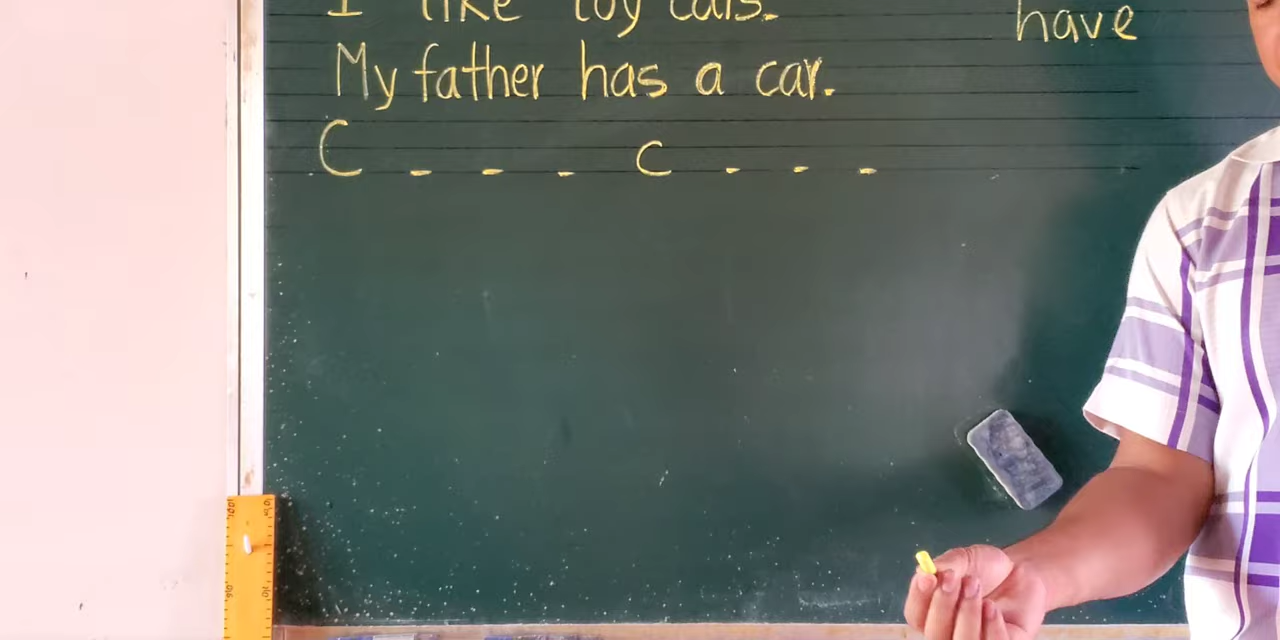 I like toy cars.
have
My father has a car.
C _ _ _ c _ _ _